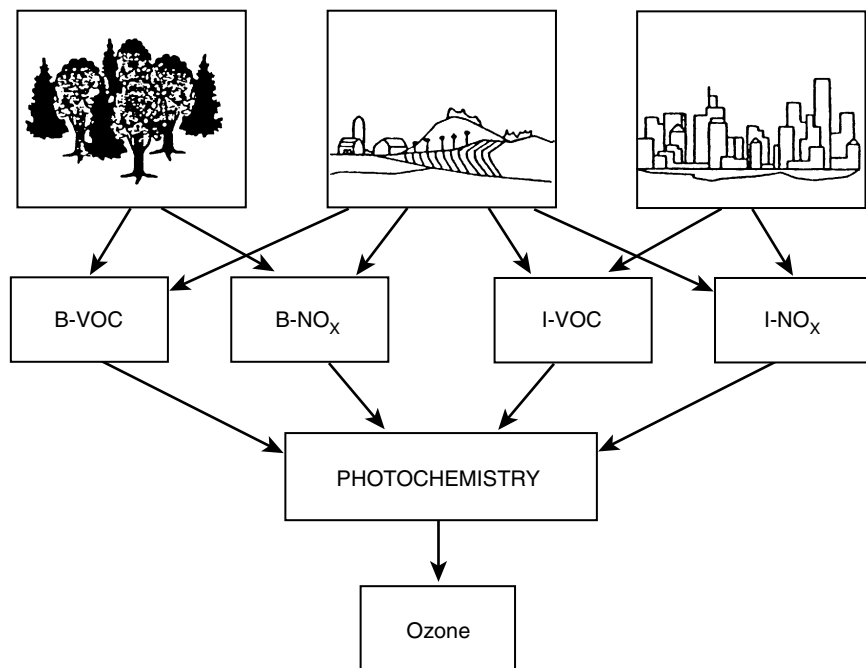 B-VOC
B-NOX
I-VOC
I-NOX
PHOTOCHEMISTRY
Ozone